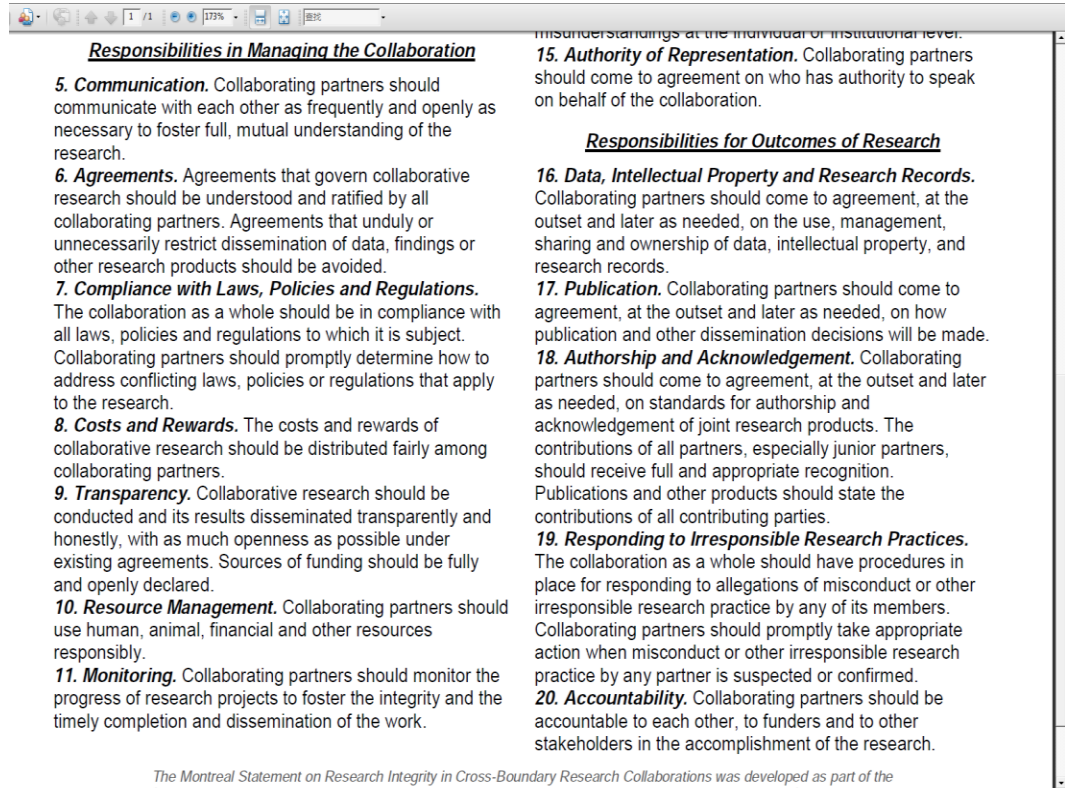 1 /1 173% 查找
Responsibilities in Managing the Collaboration
5. Communication. Collaborating partners should
communicate with each other as frequently and openly as
necessary to foster full, mutual understanding of the
research.
6. Agreements. Agreements that govern collaborative
research should be understood and ratified by all
collaborating partners. Agreements that unduly or
unnecessarily restrict dissemination of data, findings or
other research products should be avoided.
7. Compliance with Laws, Policies and Regulations.
The collaboration as a whole should be in compliance with
all laws, policies and regulations to which it is subject.
Collaborating partners should promptly determine how to
address conflicting laws, policies or regulations that apply
to the research.
8. Costs and Rewards. The costs and rewards of
collaborative research should be distributed fairly among
collaborating partners.
9. Transparency. Collaborative research should be
conducted and its results disseminated transparently and
honestly, with as much openness as possible under
existing agreements. Sources of funding should be fully
and openly declared.
10. Resource Management. Collaborating partners should
use human, animal, financial and other resources
responsibly.
11. Monitoring. Collaborating partners should monitor the
progress of research projects to foster the integrity and the
timely completion and dissemination of the work.
misunderstandings at the individual or institutional level.
15. Authority of Representation. Collaborating partners
should come to agreement on who has authority to speak
on behalf of the collaboration.
Responsibilities for Outcomes of Research
16. Data, Intellectual Property and Research Records.
Collaborating partners should come to agreement, at the
outset and later as needed, on the use, management,
sharing and ownership of data, intellectual property, and
research records.
17. Publication. Collaborating partners should come to
agreement, at the outset and later as needed, on how
publication and other dissemination decisions will be made.
18. Authorship and Acknowledgement. Collaborating
partners should come to agreement, at the outset and later
as needed, on standards for authorship and
acknowledgement of joint research products. The
contributions of all partners, especially junior partners,
should receive full and appropriate recognition.
Publications and other products should state the
contributions of all contributing parties.
19. Responding to Irresponsible Research Practices.
The collaboration as a whole should have procedures in
place for responding to allegations of misconduct or other
irresponsible research practice by any of its members.
Collaborating partners should promptly take appropriate
action when misconduct or other irresponsible research
practice by any partner is suspected or confirmed.
20. Accountability. Collaborating partners should be
accountable to each other, to funders and to other
stakeholders in the accomplishment of the research.
The Montreal Statement on Research Integrity in Cross-Boundary Research Collaborations was developed as part of the